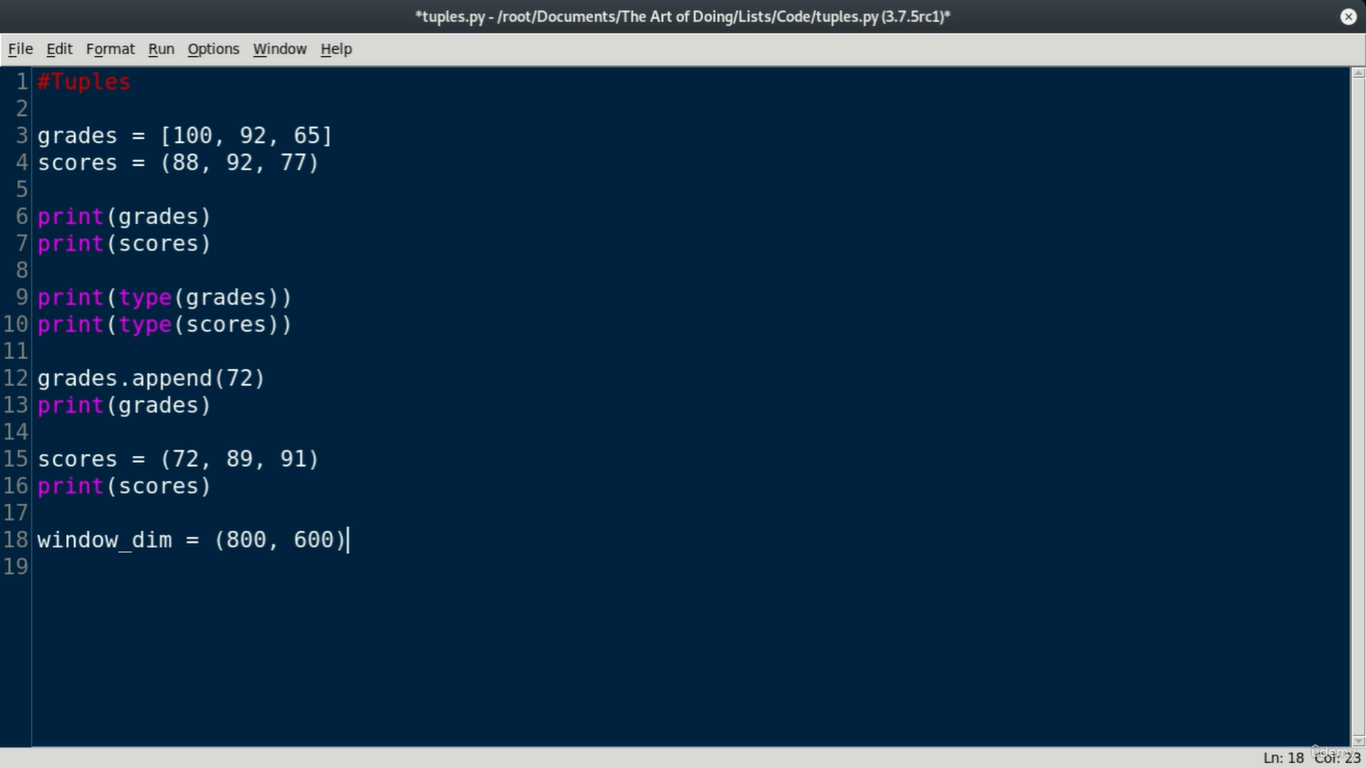 *tuples.py - /root/Documents/The Art of Doing/Lists/Code/tuples.py (3.7.5rc1)*
File Edit Format Run Options Window Help
1 #Tuples
2
3 grades = [100, 92, 65]
4 scores = (88, 92, 77)
5
6 print(grades)
7 print(scores)
8
9 print(type(grades))
10 print(type(scores))
11
12 grades.append(72)
13 print(grades)
14
15 scores = (72, 89, 91)
16 print(scores)
17
18 window_dim = (800, 600)
19
Udemy
Ln: 18 Col: 23